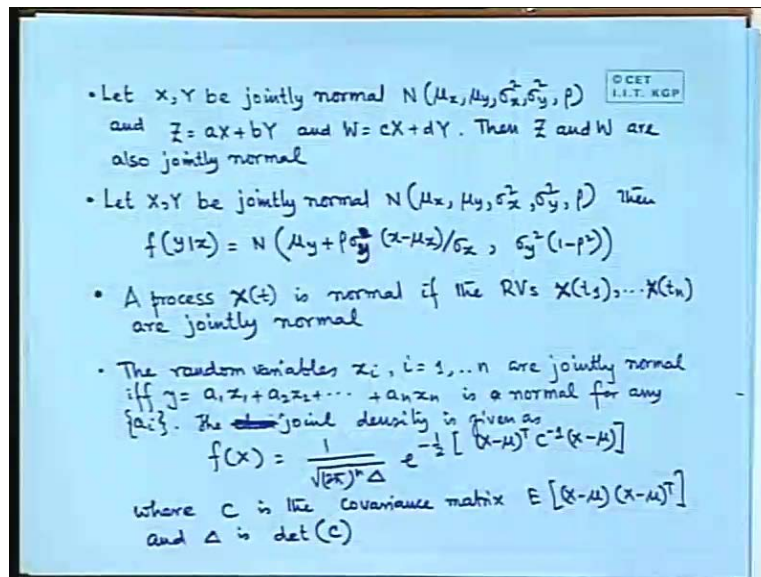 © CET
I.I.T. KGP
• Let X, Y be jointly normal N(μx, μy, σx², σy², ρ)
and Z = aX + bY and W = cX + dY. Then Z and W are
also jointly normal
• Let X, Y be jointly normal N(μx, μy, σx², σy², ρ) Then
f(y|x) = N(μy + ρσy (x-μx)/σx , σy²(1-ρ²))
• A process X(t) is normal if the RVs X(t1), ... X(tn)
are jointly normal
• The random variables xi, i = 1, .. n are jointly normal
iff y = a1x1 + a2x2 + ... + anxn is a normal for any
{ai}. The joint density is given as
f(x) = 1/√((2π)ⁿ Δ) e^-½[(x-μ)ᵀ C⁻¹ (x-μ)]
where C is the covariance matrix E[(x-μ)(x-μ)ᵀ]
and Δ is det(C)